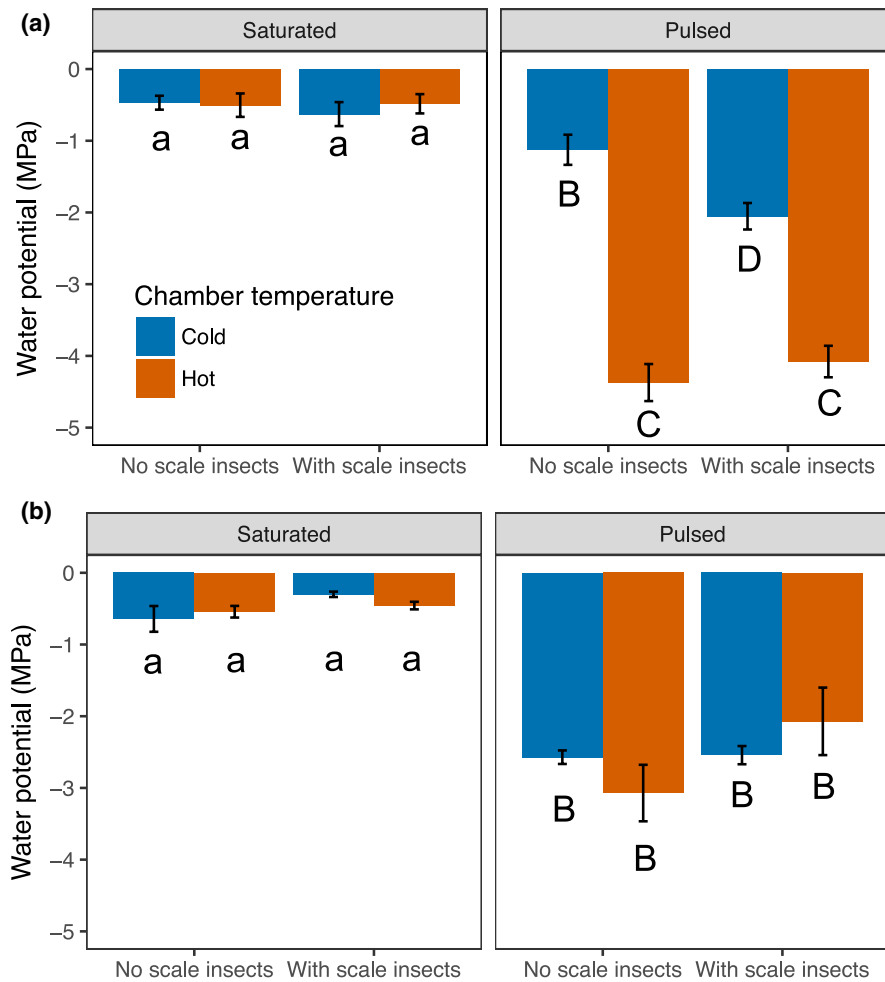 (a)
Saturated Pulsed
Water potential (MPa)
0
−1
−2
−3
−4
−5
a a a a
B C D C
Chamber temperature
Cold
Hot
No scale insects With scale insects No scale insects With scale insects
(b)
Saturated Pulsed
Water potential (MPa)
0
−1
−2
−3
−4
−5
a a a a
B B B B
No scale insects With scale insects No scale insects With scale insects